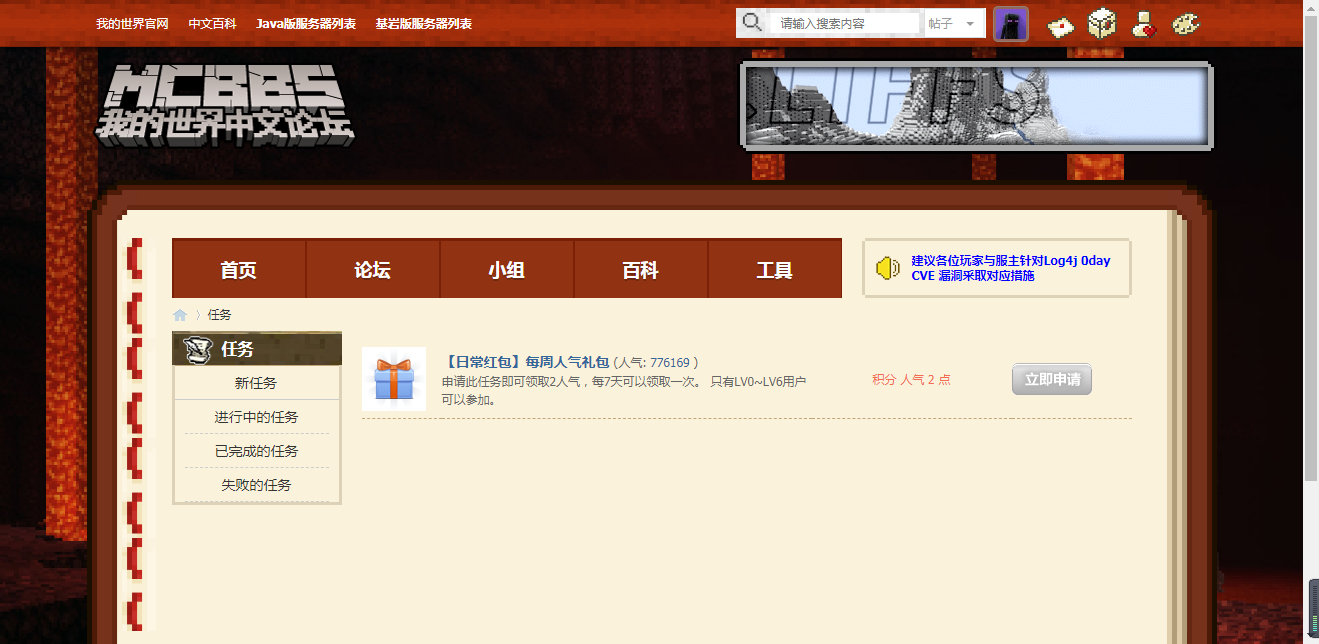 我的世界官网 中文百科 Java版服务器列表 基岩版服务器列表
请输入搜索内容 帖子
MCBBS
我的世界中文论坛
首页 论坛 小组 百科 工具
建议各位玩家与服主针对Log4j 0day
CVE 漏洞采取对应措施
任务
任务
新任务
进行中的任务
已完成的任务
失败的任务
【日常红包】每周人气礼包 (人气: 776169 )
申请此任务即可领取2人气，每7天可以领取一次。 只有LV0~LV6用户
可以参加。
积分 人气 2 点
立即申请